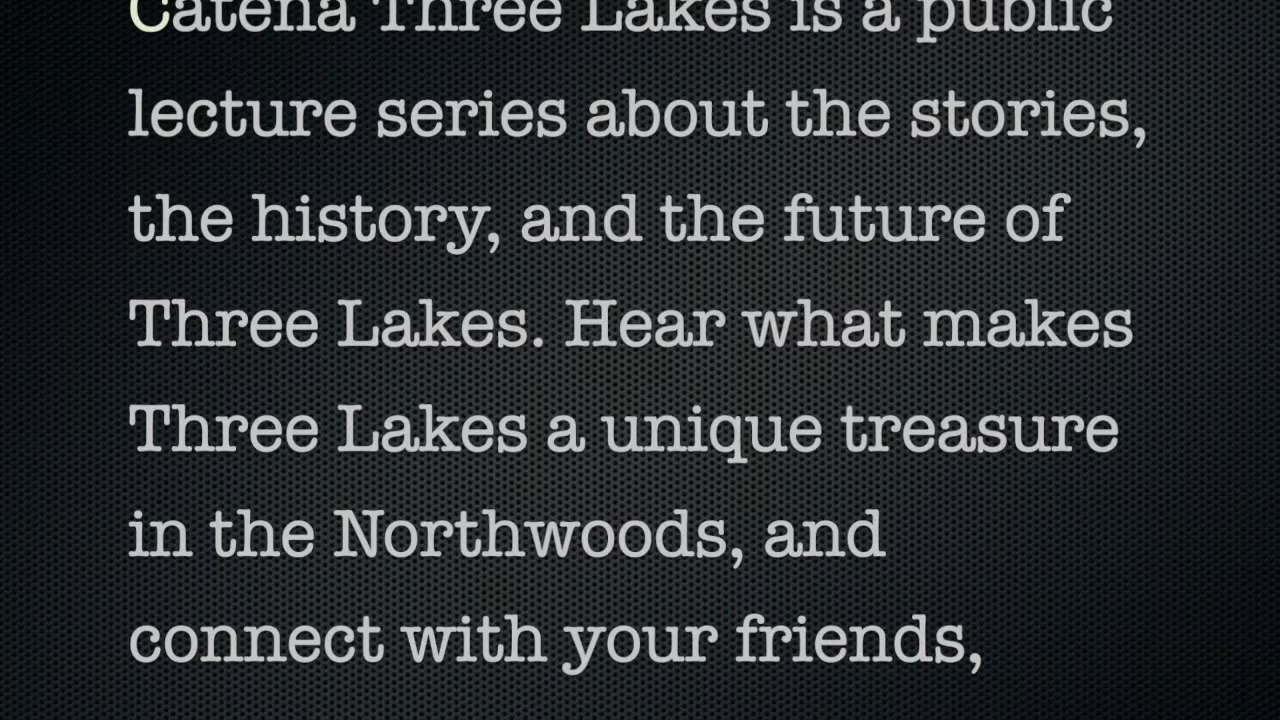 Catena Three Lakes is a public
lecture series about the stories,
the history, and the future of
Three Lakes. Hear what makes
Three Lakes a unique treasure
in the Northwoods, and
connect with your friends,